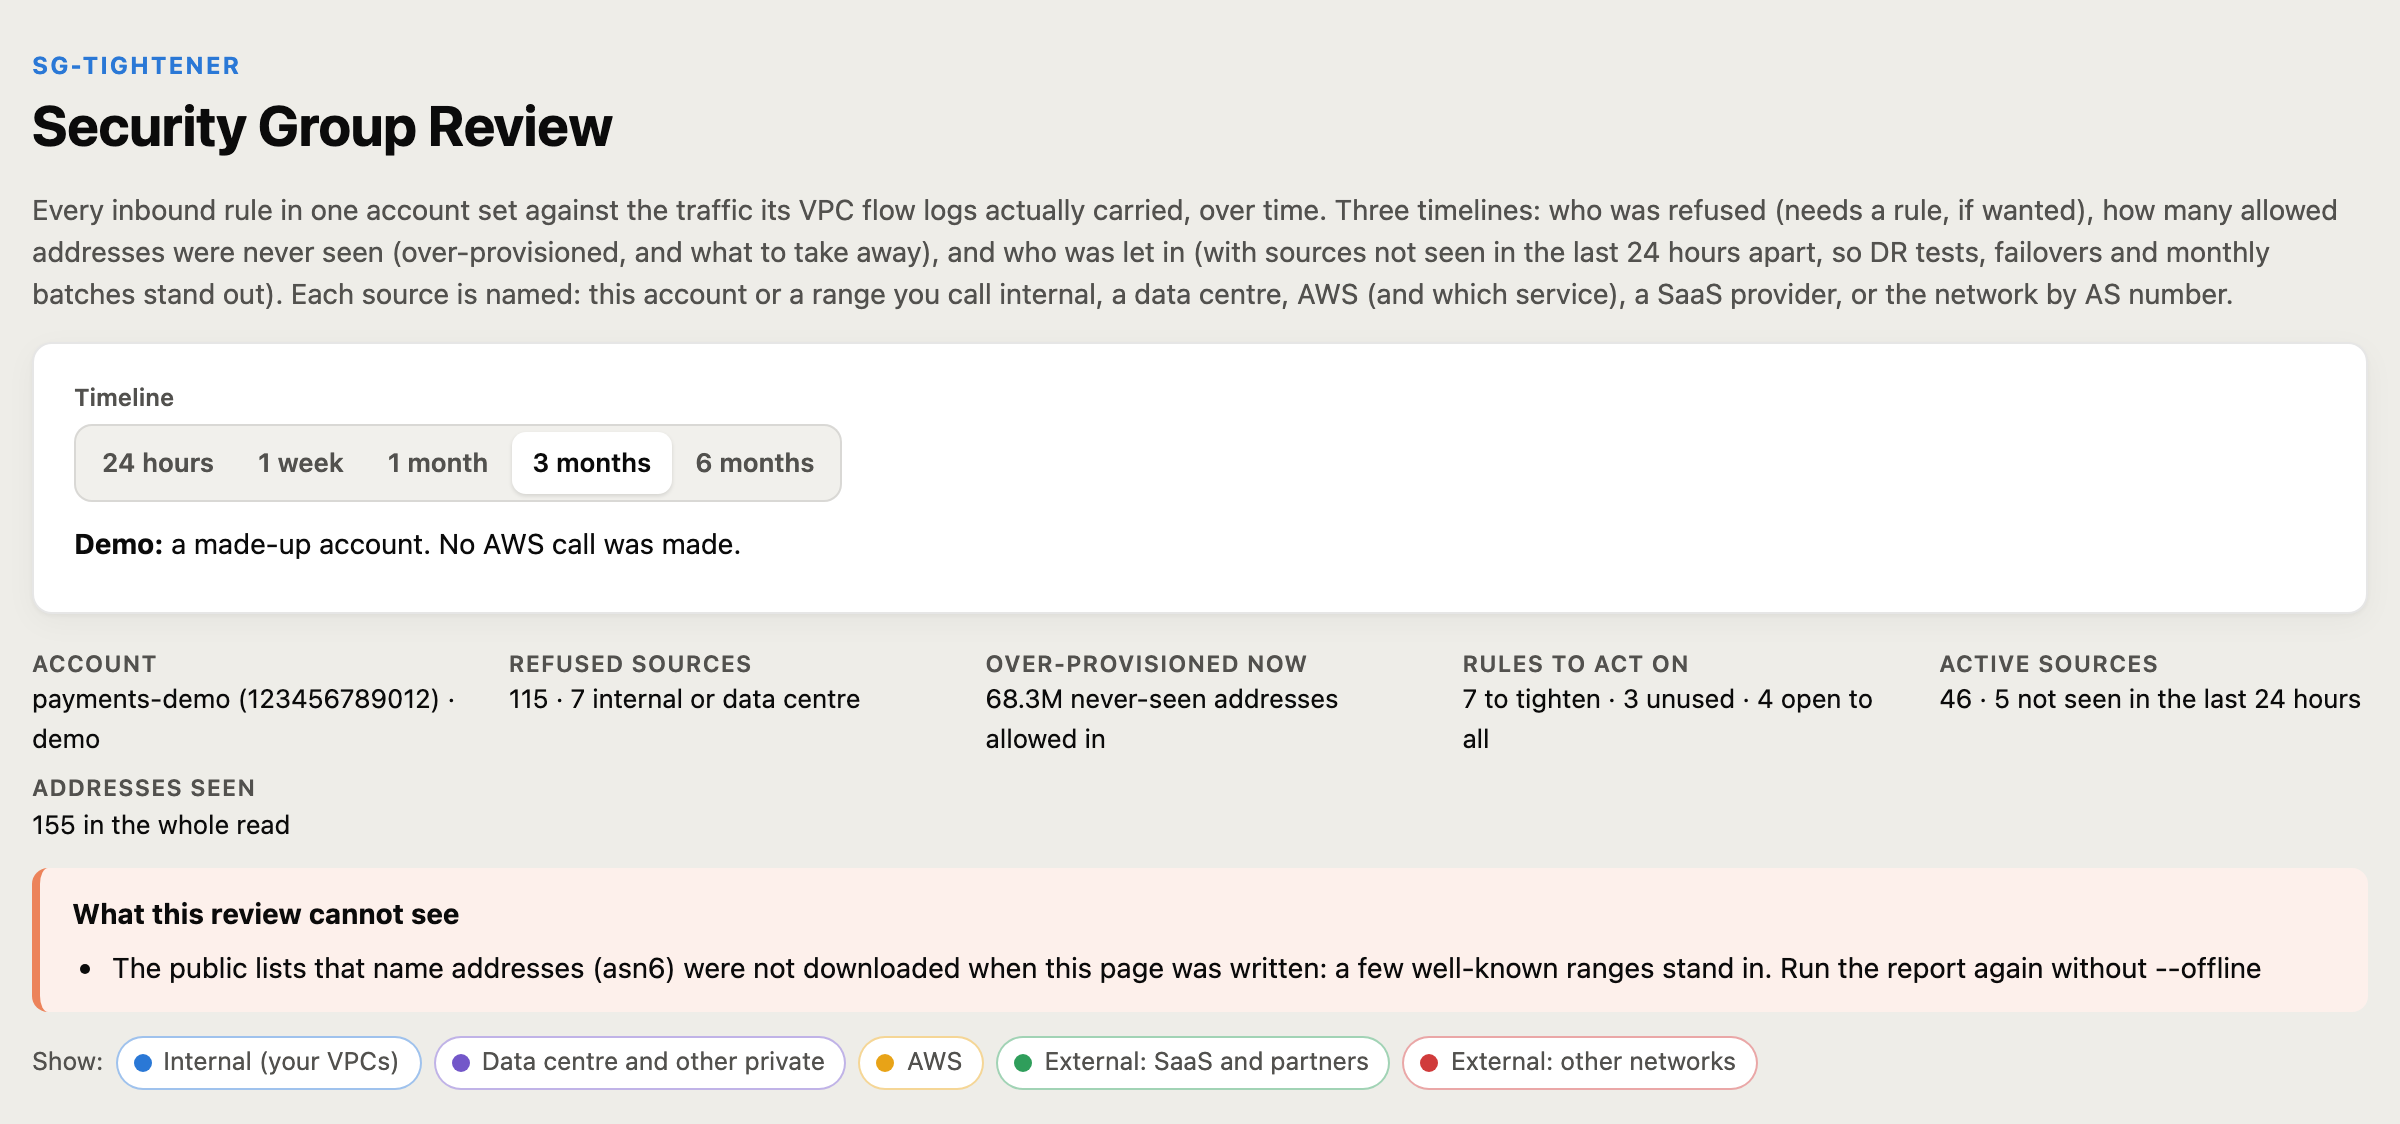 SG-TIGHTENER
Security Group Review
Every inbound rule in one account set against the traffic its VPC flow logs actually carried, over time. Three timelines: who was refused (needs a rule, if wanted), how many allowed
addresses were never seen (over-provisioned, and what to take away), and who was let in (with sources not seen in the last 24 hours apart, so DR tests, failovers and monthly
batches stand out). Each source is named: this account or a range you call internal, a data centre, AWS (and which service), a SaaS provider, or the network by AS number.
Timeline
24 hours 1 week 1 month 3 months 6 months
Demo: a made-up account. No AWS call was made.
ACCOUNT
payments-demo (123456789012) ·
demo
REFUSED SOURCES
115 · 7 internal or data centre
OVER-PROVISIONED NOW
68.3M never-seen addresses
allowed in
RULES TO ACT ON
7 to tighten · 3 unused · 4 open to
all
ACTIVE SOURCES
46 · 5 not seen in the last 24 hours
ADDRESSES SEEN
155 in the whole read
What this review cannot see
• The public lists that name addresses (asn6) were not downloaded when this page was written: a few well-known ranges stand in. Run the report again without --offline
Show: Internal (your VPCs) Data centre and other private AWS External: SaaS and partners External: other networks